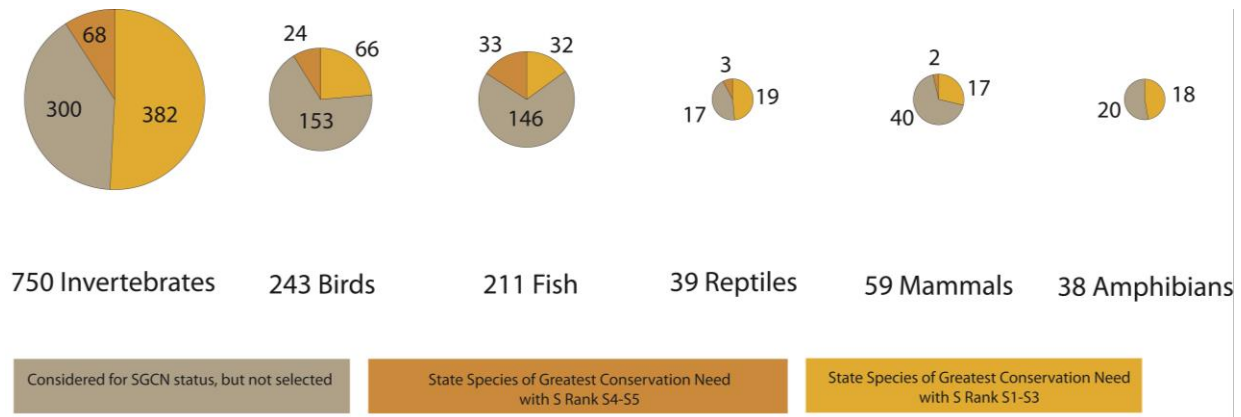 68
300
382
24
66
153
33
32
146
3
17
19
2
17
40
20
18
750 Invertebrates
243 Birds
211 Fish
39 Reptiles
59 Mammals
38 Amphibians
Considered for SGCN status, but not selected
State Species of Greatest Conservation Need
with S Rank S4-S5
State Species of Greatest Conservation Need
with S Rank S1-S3